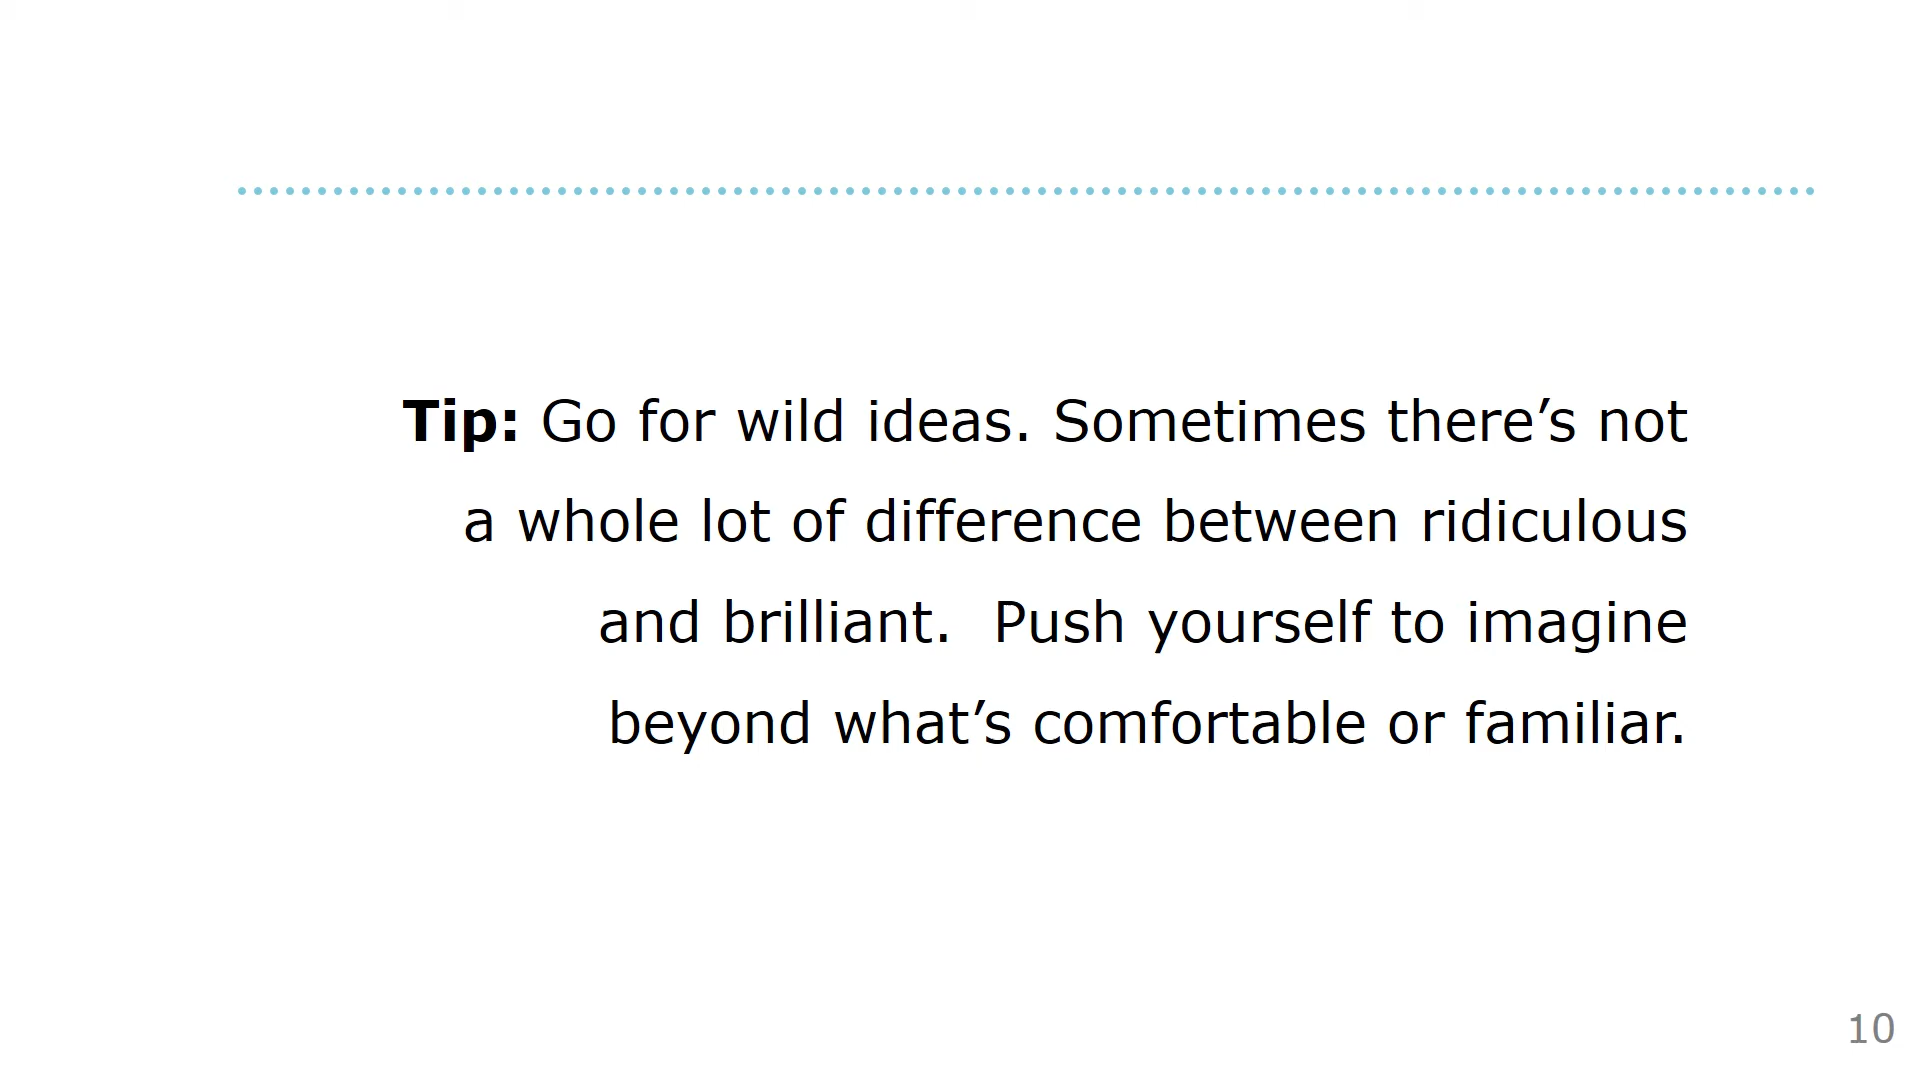 Tip: Go for wild ideas. Sometimes there’s not
a whole lot of difference between ridiculous
and brilliant.  Push yourself to imagine
beyond what’s comfortable or familiar.
10